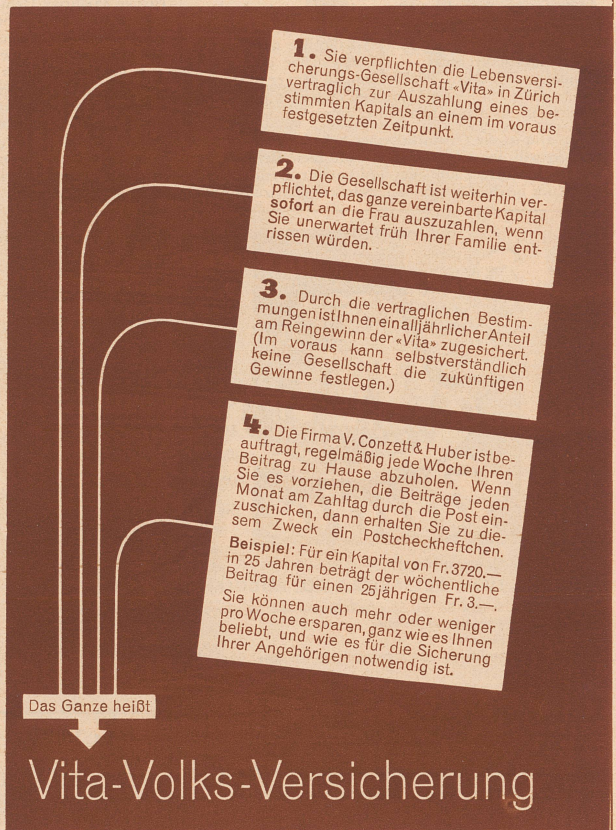 1. Sie verpflichten die Lebensversi-
cherungs-Gesellschaft «Vita» in Zürich
vertraglich zur Auszahlung eines be-
stimmten Kapitals an einem im voraus
festgesetzten Zeitpunkt.
2. Die Gesellschaft ist weiterhin ver-
pflichtet, das ganze vereinbarte Kapital
sofort an die Frau auszuzahlen, wenn
Sie unerwartet früh Ihrer Familie ent-
rissen würden.
3. Durch die vertraglichen Bestim-
mungen ist Ihnen ein alljährlicher Anteil
am Reingewinn der «Vita» zugesichert.
(Im voraus kann selbstverständlich
keine Gesellschaft die zukünftigen
Gewinne festlegen.)
4. Die Firma V. Conzett & Huber ist be-
auftragt, regelmäßig jede Woche Ihren
Beitrag zu Hause abzuholen. Wenn
Sie es vorziehen, die Beiträge jeden
Monat am Zahltag durch die Post ein-
zuschicken, dann erhalten Sie zu die-
sem Zweck ein Postcheckheftchen.
Beispiel: Für ein Kapital von Fr. 3720.—
in 25 Jahren beträgt der wöchentliche
Beitrag für einen 25jährigen Fr. 3.—.
Sie können auch mehr oder weniger
pro Woche ersparen, ganz wie es Ihnen
beliebt, und wie es für die Sicherung
Ihrer Angehörigen notwendig ist.
Das Ganze heißt
Vita-Volks-Versicherung